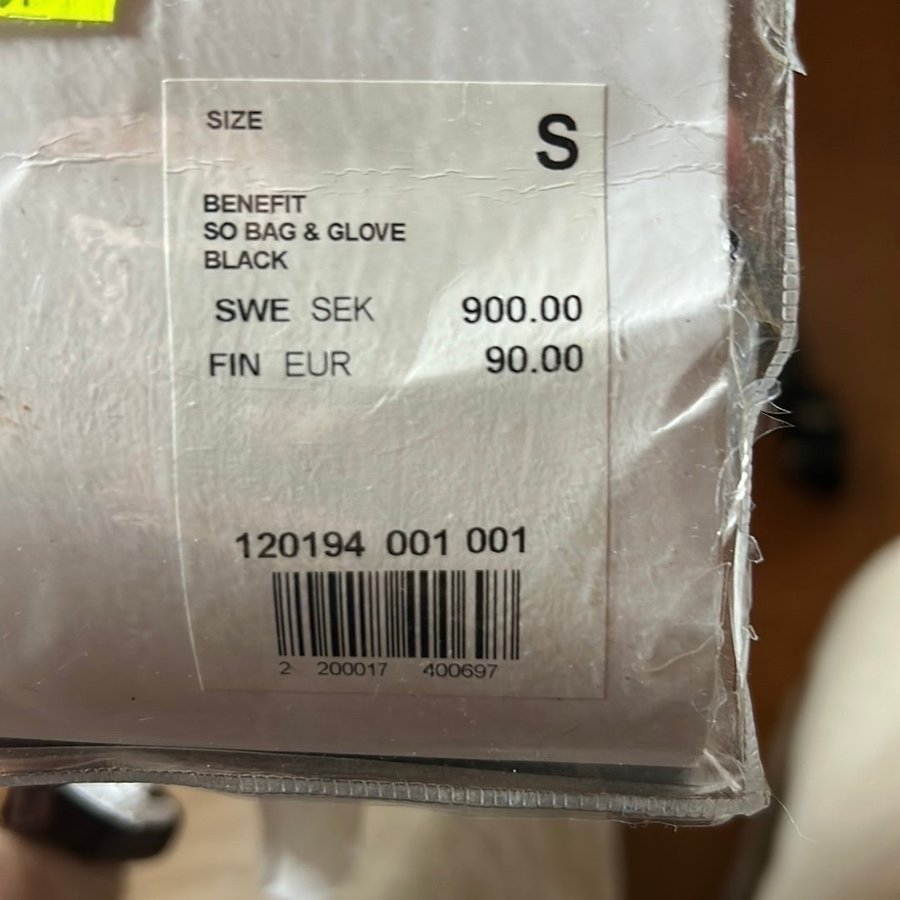 SIZE S
BENEFIT
SO BAG & GLOVE
BLACK
SWE SEK 900.00
FIN EUR 90.00
120194 001 001
2 200017 400697